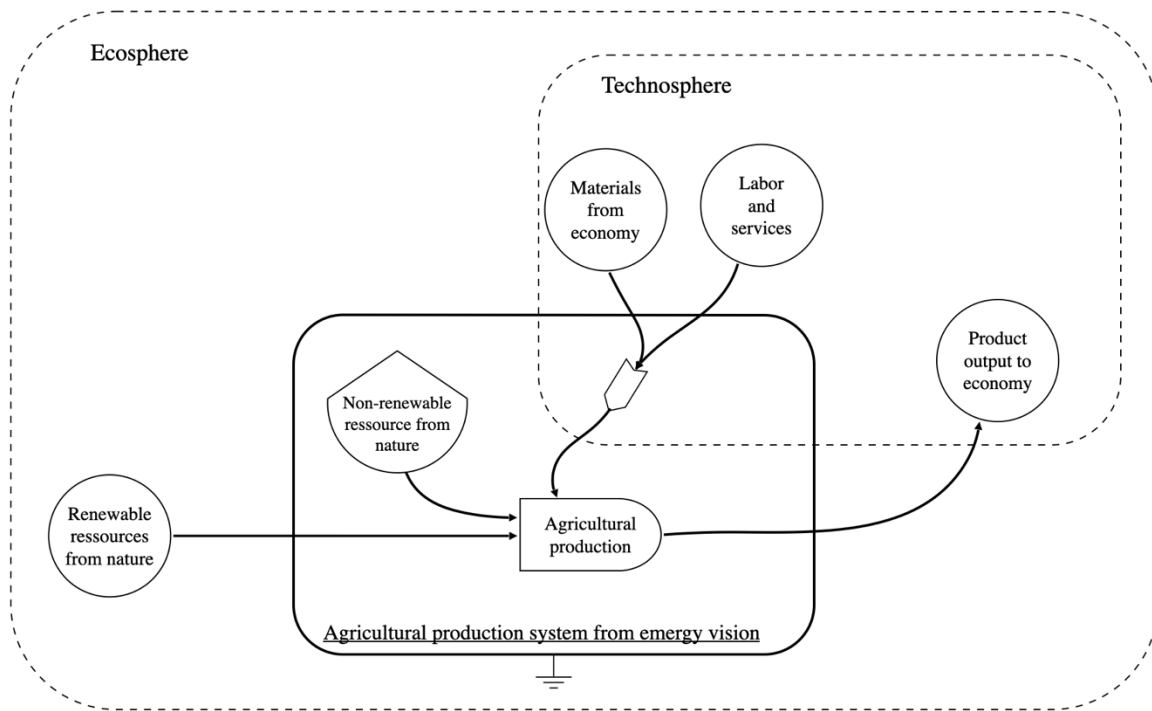 Ecosphere
Technosphere
Materials
from
economy
Labor
and
services
Product
output to
economy
Non-renewable
ressource from
nature
Renewable
ressources
from nature
Agricultural
production
Agricultural production system from emergy vision